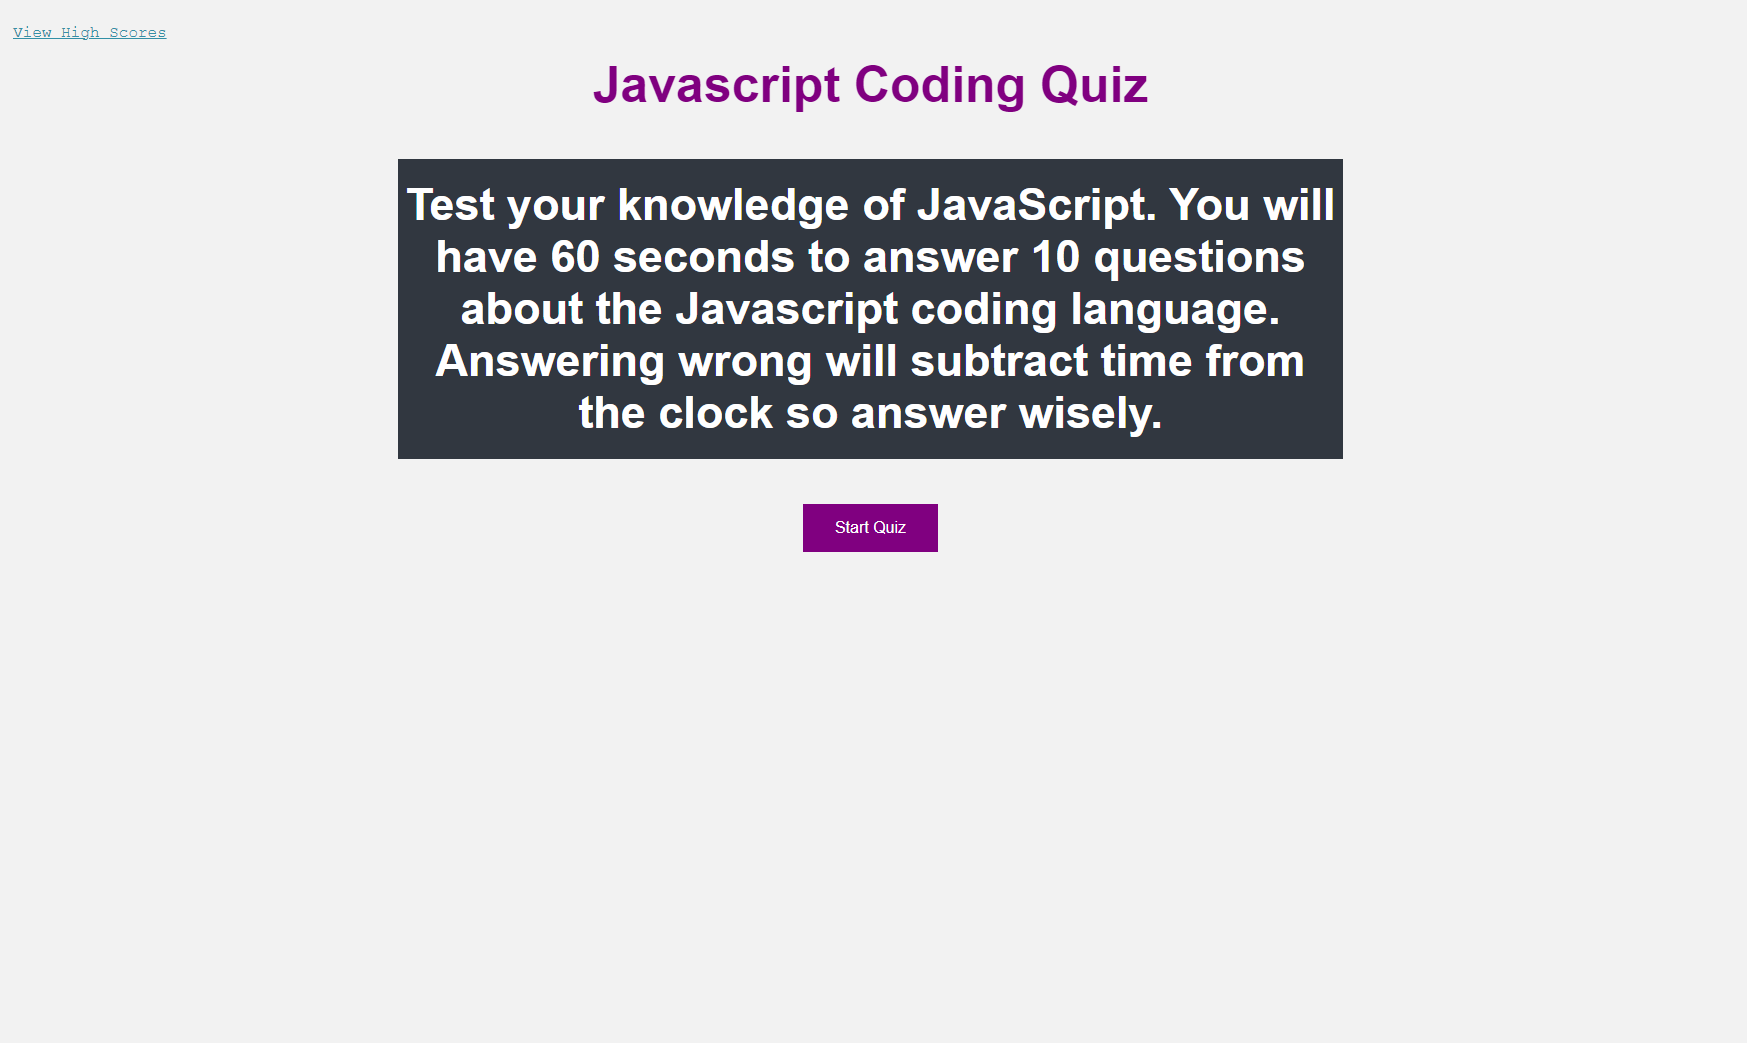 View High Scores
Javascript Coding Quiz
Test your knowledge of JavaScript. You will
have 60 seconds to answer 10 questions
about the Javascript coding language.
Answering wrong will subtract time from
the clock so answer wisely.
Start Quiz